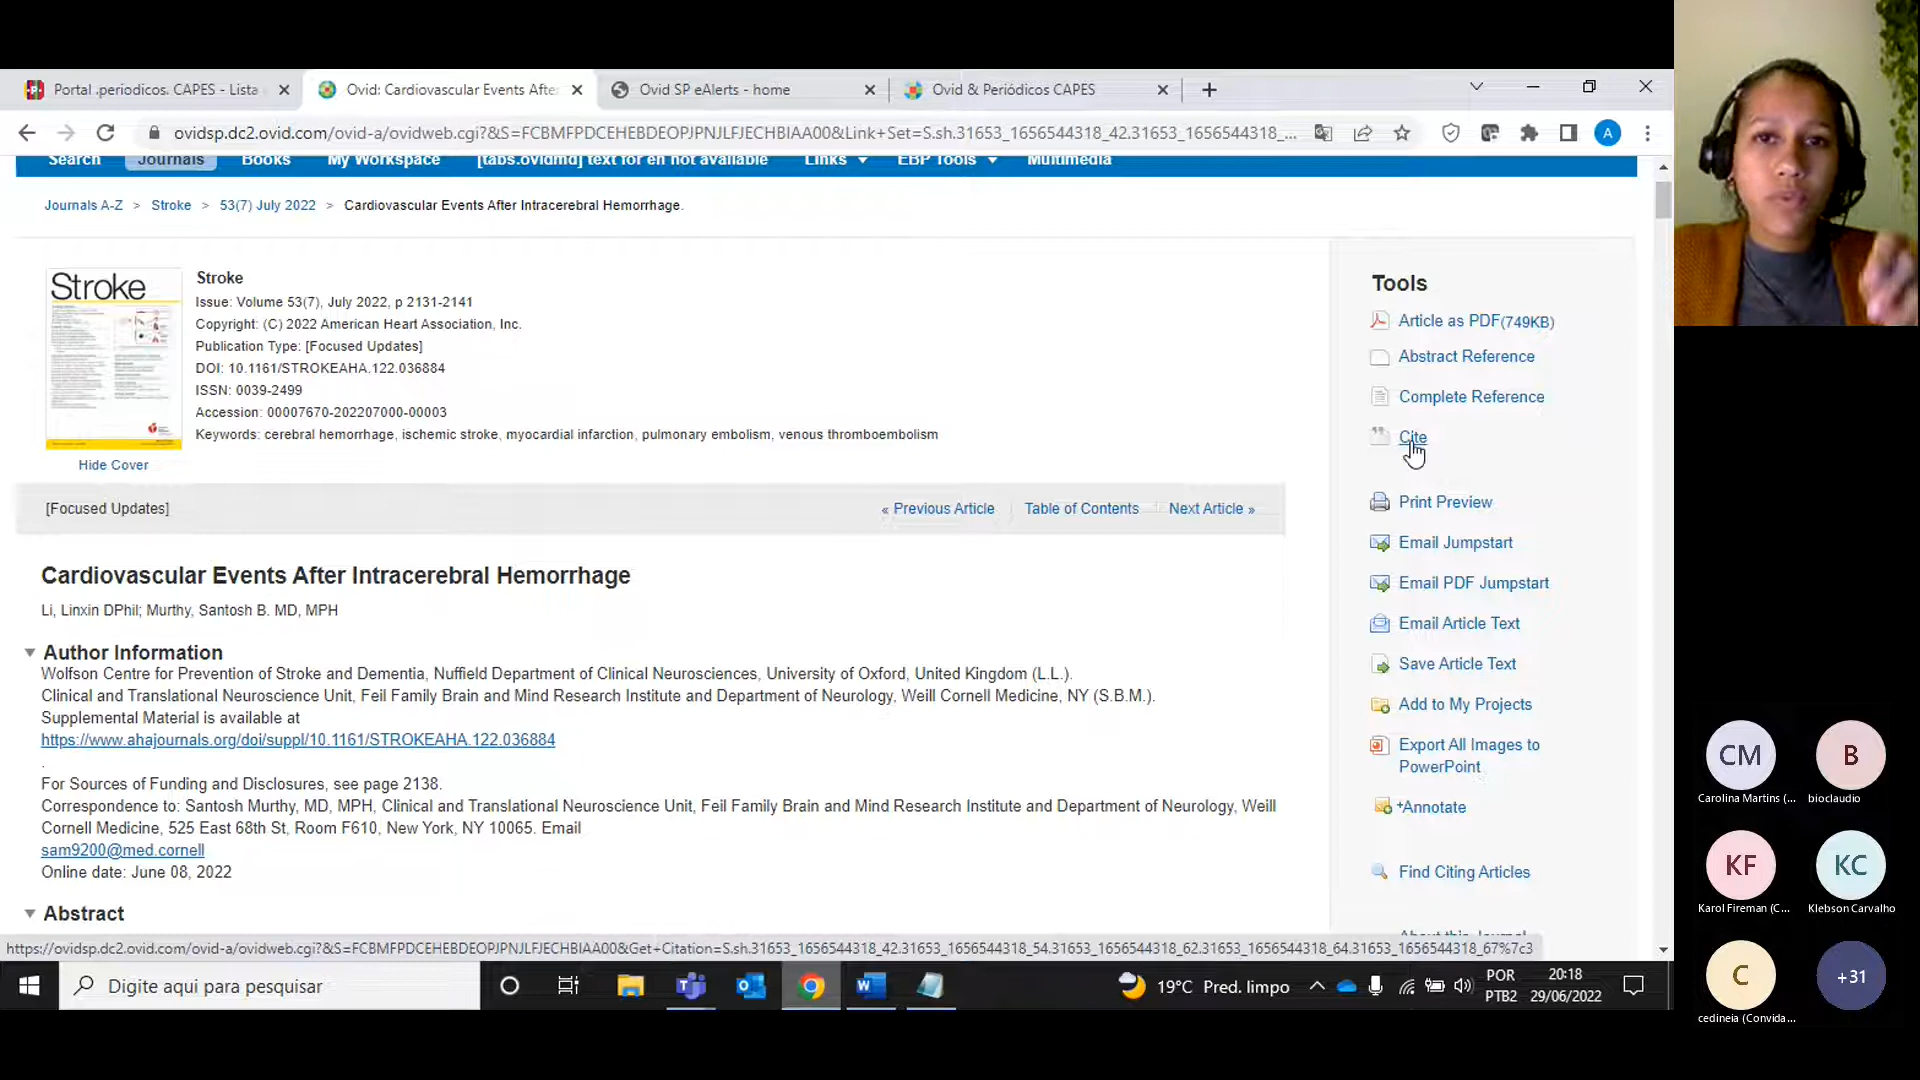 Portal .periodicos. CAPES - Lista
Ovid: Cardiovascular Events Afte
Ovid SP eAlerts - home
Ovid & Periódicos CAPES
ovidsp.dc2.ovid.com/ovid-a/ovidweb.cgi?&S=FCBMFPDCEHEBDEOPJPNJLFJECHBIAA00&Link+Set=S.sh.31653_1656544318_42.31653_1656544318_...
A
Search Journals Books My Workspace [tabs.ovidmd] text for en not available Links EBP Tools Multimedia
Journals A-Z > Stroke > 53(7) July 2022 > Cardiovascular Events After Intracerebral Hemorrhage.
Stroke
Hide Cover
Stroke
Issue: Volume 53(7), July 2022, p 2131-2141
Copyright: (C) 2022 American Heart Association, Inc.
Publication Type: [Focused Updates]
DOI: 10.1161/STROKEAHA.122.036884
ISSN: 0039-2499
Accession: 00007670-202207000-00003
Keywords: cerebral hemorrhage, ischemic stroke, myocardial infarction, pulmonary embolism, venous thromboembolism
[Focused Updates]
« Previous Article
Table of Contents
Next Article »
Cardiovascular Events After Intracerebral Hemorrhage
Li, Linxin DPhil; Murthy, Santosh B. MD, MPH
Author Information
Wolfson Centre for Prevention of Stroke and Dementia, Nuffield Department of Clinical Neurosciences, University of Oxford, United Kingdom (L.L.).
Clinical and Translational Neuroscience Unit, Feil Family Brain and Mind Research Institute and Department of Neurology, Weill Cornell Medicine, NY (S.B.M.).
Supplemental Material is available at
https://www.ahajournals.org/doi/suppl/10.1161/STROKEAHA.122.036884
.
For Sources of Funding and Disclosures, see page 2138.
Correspondence to: Santosh Murthy, MD, MPH, Clinical and Translational Neuroscience Unit, Feil Family Brain and Mind Research Institute and Department of Neurology, Weill
Cornell Medicine, 525 East 68th St, Room F610, New York, NY 10065. Email
sam9200@med.cornell
Online date: June 08, 2022
Abstract
Tools
Article as PDF(749KB)
Abstract Reference
Complete Reference
Cite
Print Preview
Email Jumpstart
Email PDF Jumpstart
Email Article Text
Save Article Text
Add to My Projects
Export All Images to
PowerPoint
+Annotate
Find Citing Articles
About this Journal
https://ovidsp.dc2.ovid.com/ovid-a/ovidweb.cgi?&S=FCBMFPDCEHEBDEOPJPNJLFJECHBIAA00&Get+Citation=S.sh.31653_1656544318_42.31653_1656544318_54.31653_1656544318_62.31653_1656544318_64.31653_1656544318_67%7c3
Digite aqui para pesquisar
19°C Pred. limpo
POR
PTB2
20:18
29/06/2022
CM
Carolina Martins (...
B
bioclaudio
KF
Karol Fireman (C...
KC
Klebson Carvalho
C
cedineia (Convida...
+31